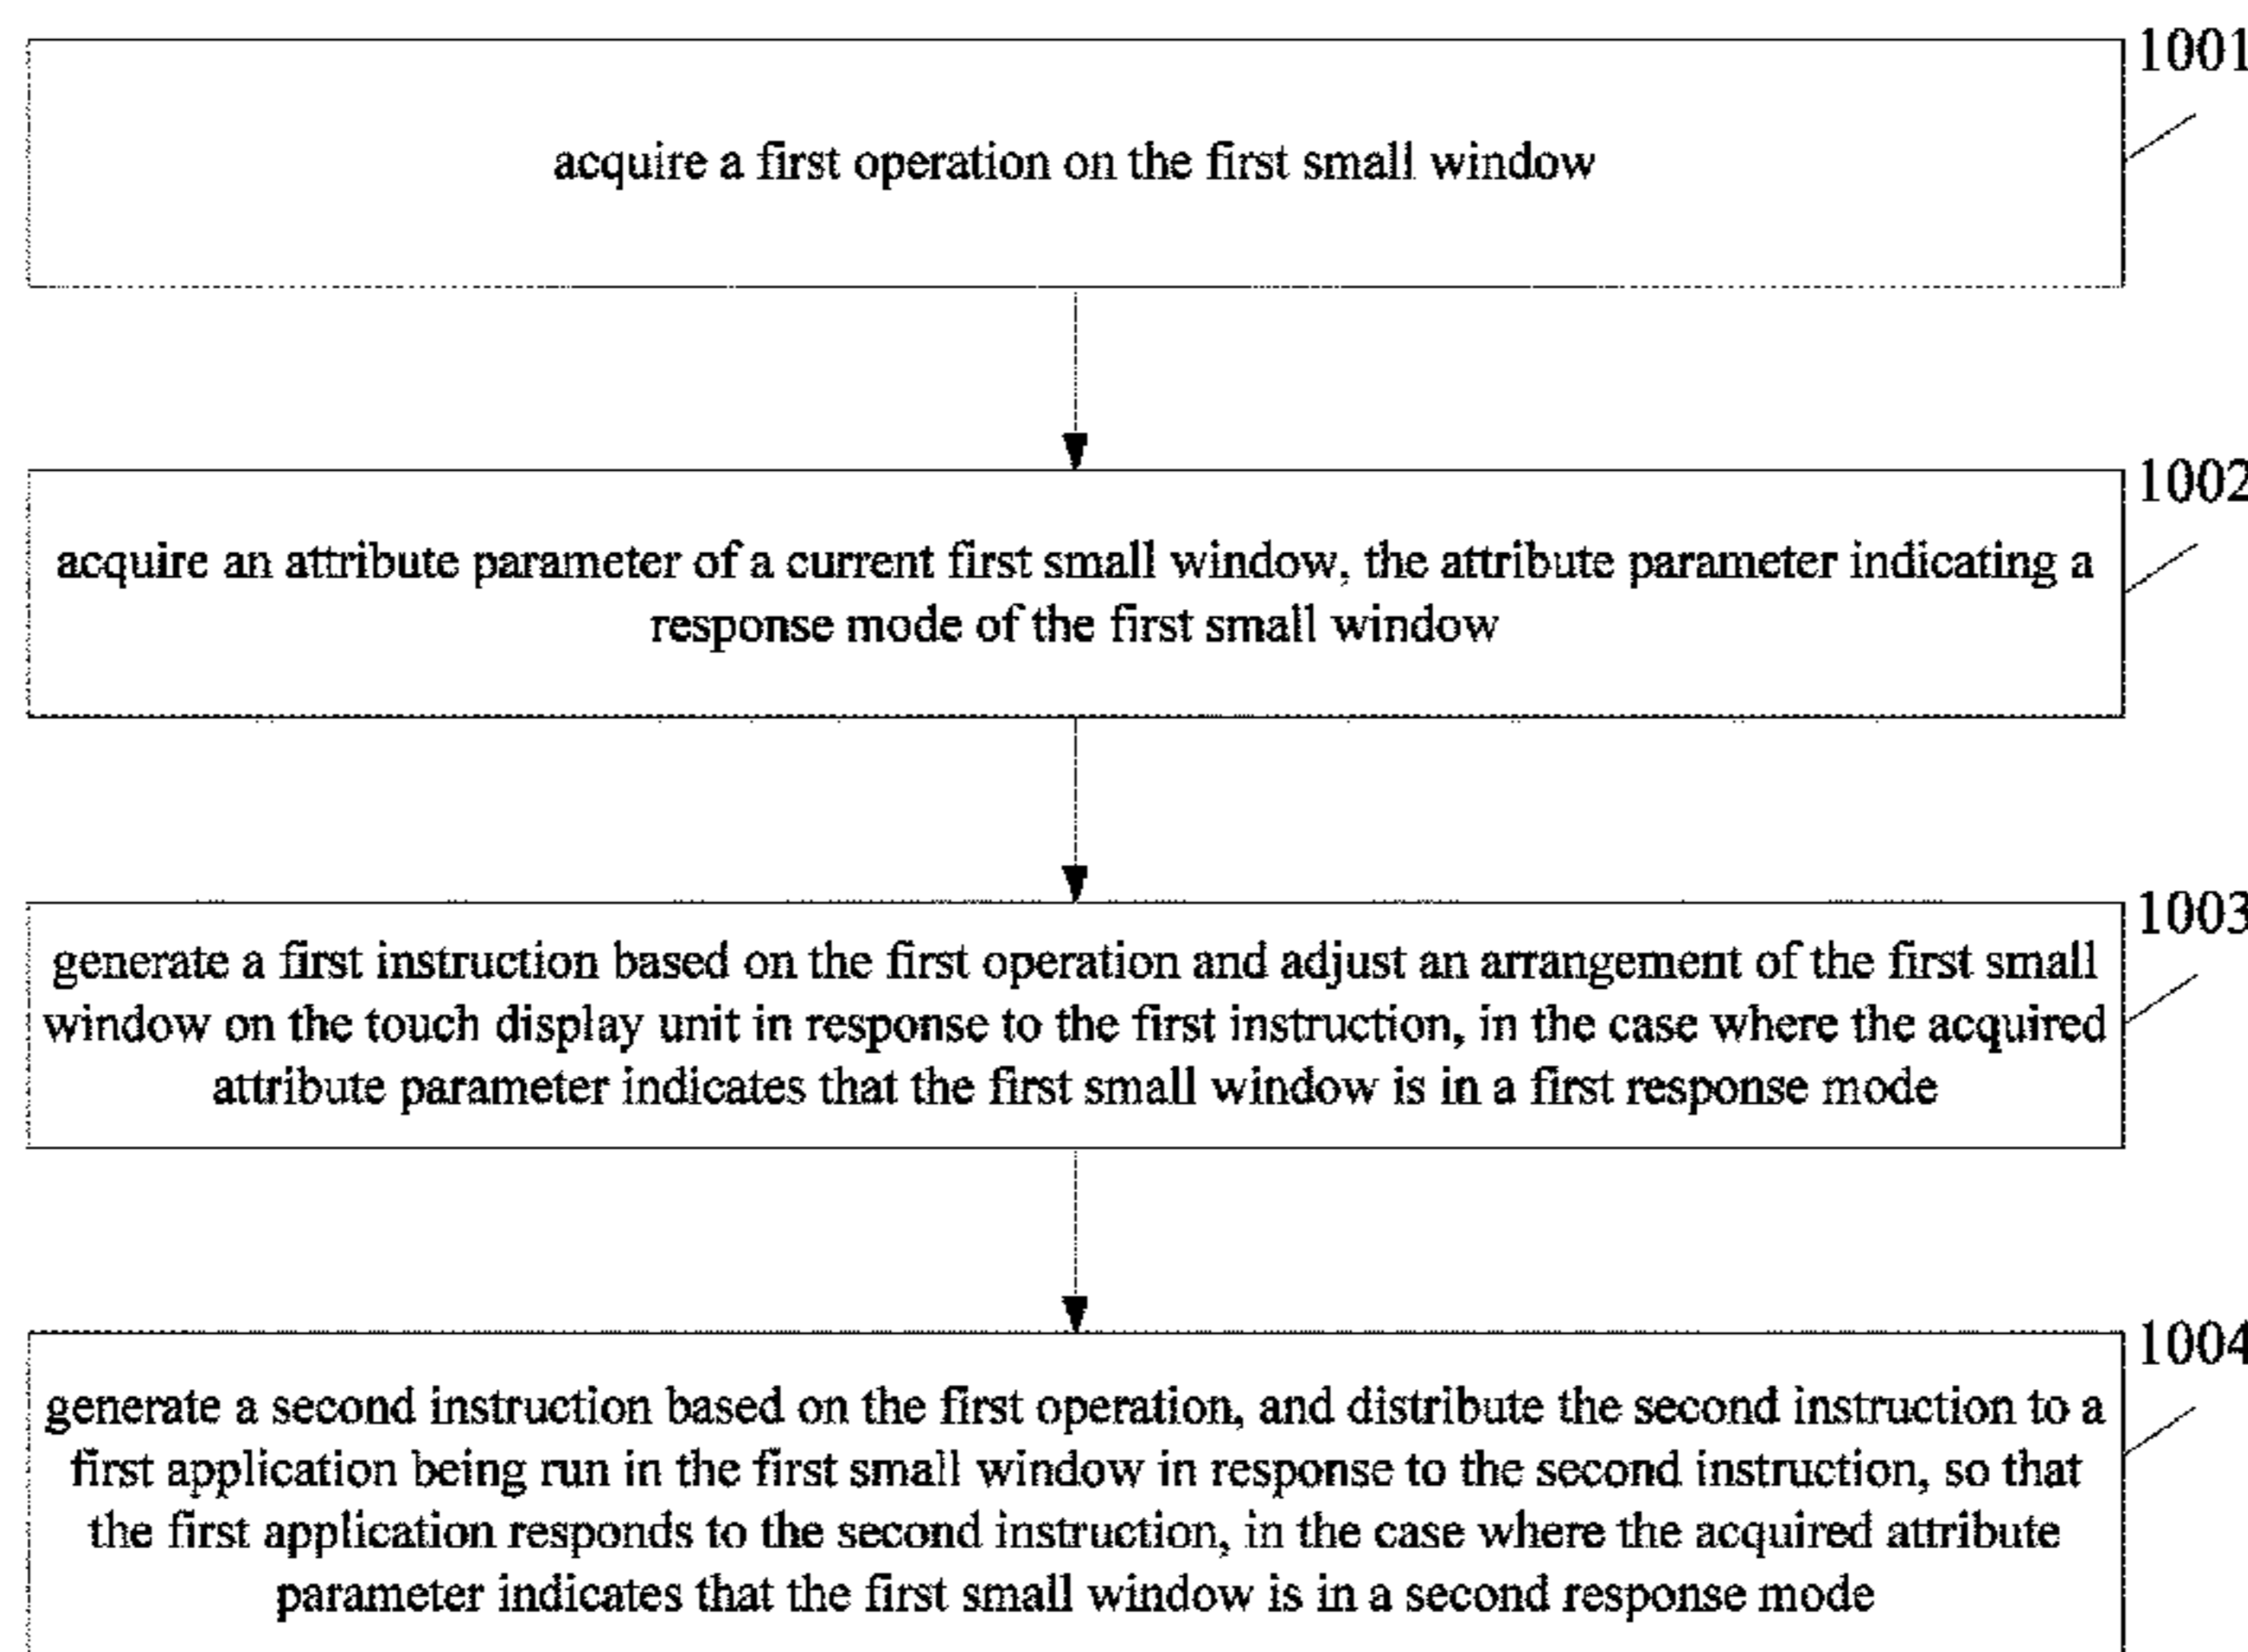 1001
acquire a first operation on the first small window
1002
acquire an attribute parameter of a current first small window, the attribute parameter indicating a
response mode of the first small window
1003
generate a first instruction based on the first operation and adjust an arrangement of the first small
window on the touch display unit in response to the first instruction, in the case where the acquired
attribute parameter indicates that the first small window is in a first response mode
1004
generate a second instruction based on the first operation, and distribute the second instruction to a
first application being run in the first small window in response to the second instruction, so that
the first application responds to the second instruction, in the case where the acquired attribute
parameter indicates that the first small window is in a second response mode